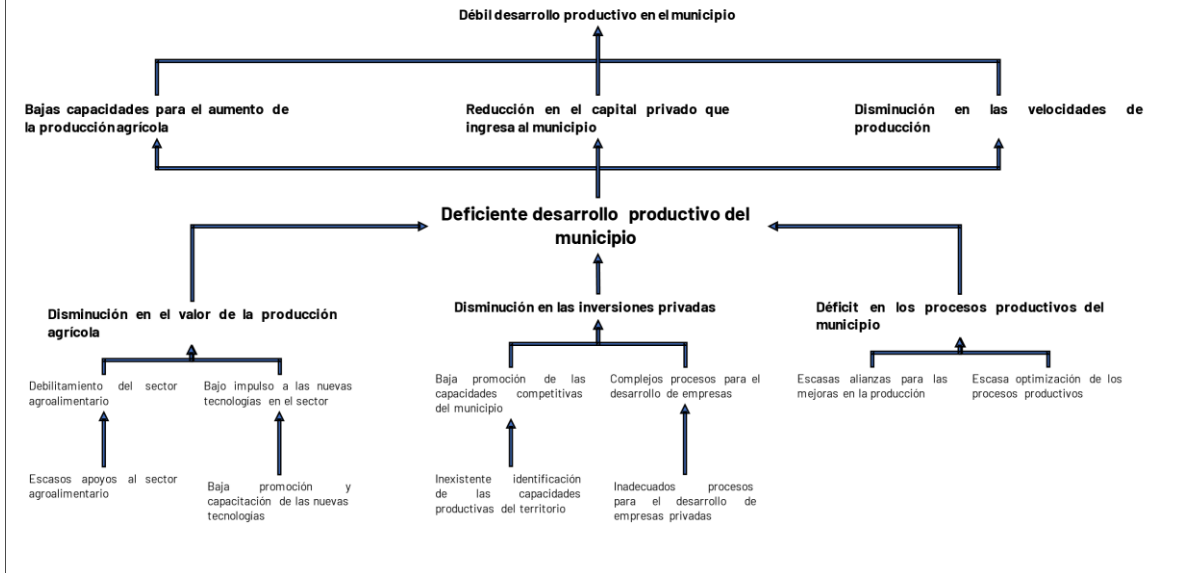 Débil desarrollo productivo en el municipio
Bajas capacidades para el aumento de
la producción agrícola
Reducción en el capital privado que
ingresa al municipio
Disminución en las velocidades de
producción
Deficiente desarrollo productivo del
municipio
Disminución en el valor de la producción
agrícola
Disminución en las inversiones privadas
Déficit en los procesos productivos del
municipio
Debilitamiento del sector
agroalimentario
Bajo impulso a las nuevas
tecnologías en el sector
Baja promoción de las
capacidades competitivas
del municipio
Complejos procesos para el
desarrollo de empresas
Escasas alianzas para las
mejoras en la producción
Escasa optimización de los
procesos productivos
Escasos apoyos al sector
agroalimentario
Baja promoción y
capacitación de las nuevas
tecnologías
Inexistente identificación
de las capacidades
productivas del territorio
Inadecuados procesos
para el desarrollo de
empresas privadas